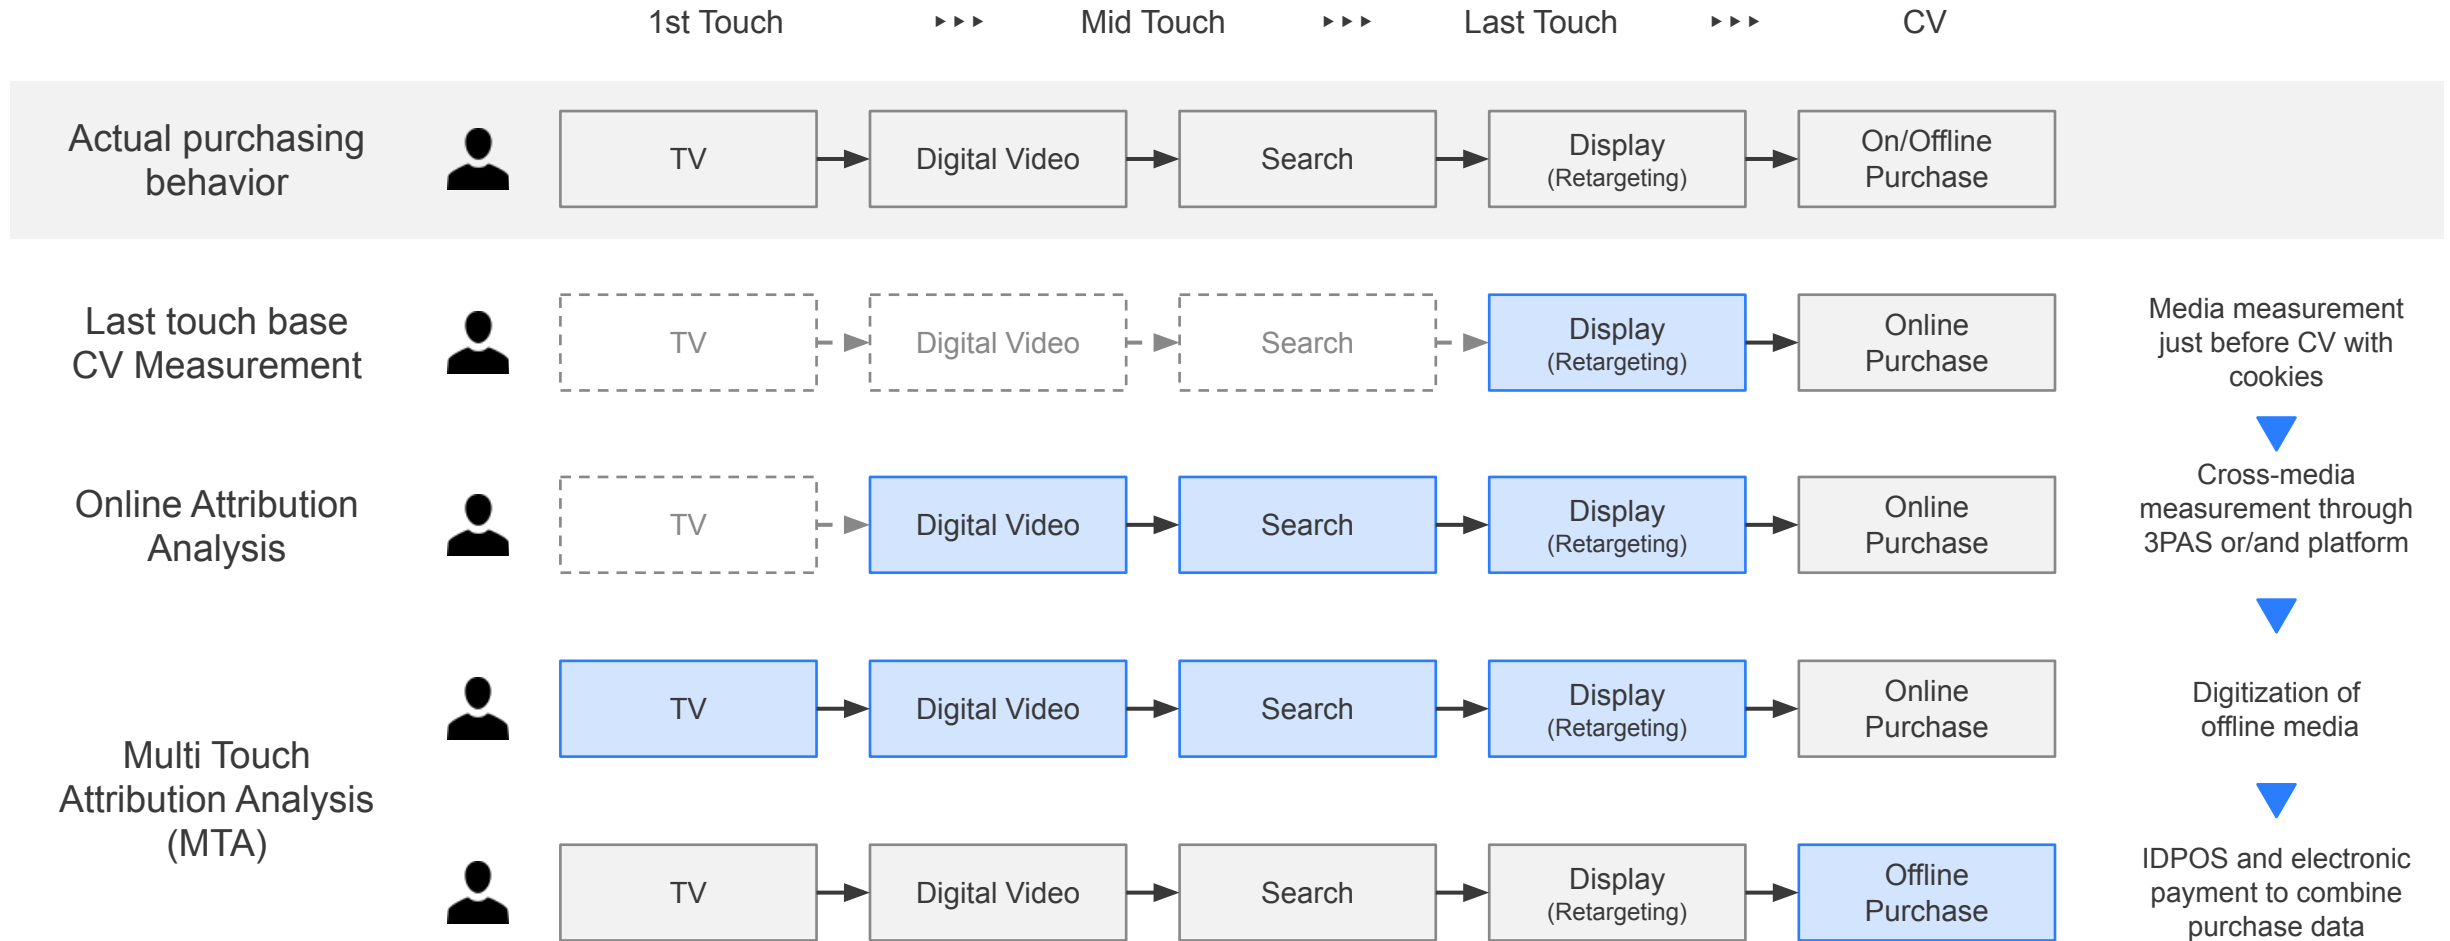 1st Touch
Mid Touch
Last Touch
CV
Actual purchasing
behavior
TV
Digital Video
Search
Display
(Retargeting)
On/Offline
Purchase
Last touch base
CV Measurement
TV
Digital Video
Search
Display
(Retargeting)
Online
Purchase
Media measurement
just before CV with
cookies
Online Attribution
Analysis
TV
Digital Video
Search
Display
(Retargeting)
Online
Purchase
Cross-media
measurement through
3PAS or/and platform
Multi Touch
Attribution Analysis
(MTA)
TV
Digital Video
Search
Display
(Retargeting)
Online
Purchase
Digitization of
offline media
TV
Digital Video
Search
Display
(Retargeting)
Offline
Purchase
IDPOS and electronic
payment to combine
purchase data